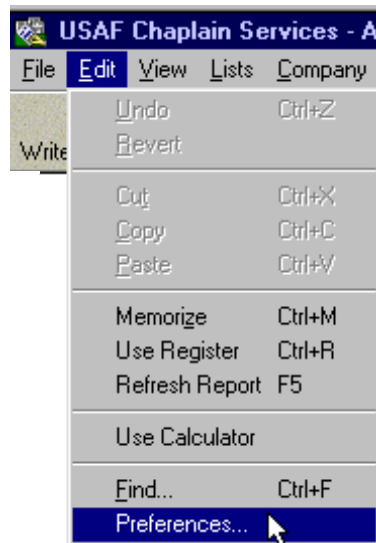 USAF Chaplain Services - A
File Edit View Lists Company
Write
Undo Ctrl+Z
Revert
Cut Ctrl+X
Copy Ctrl+C
Paste Ctrl+V
Memorize Ctrl+M
Use Register Ctrl+R
Refresh Report F5
Use Calculator
Find... Ctrl+F
Preferences...